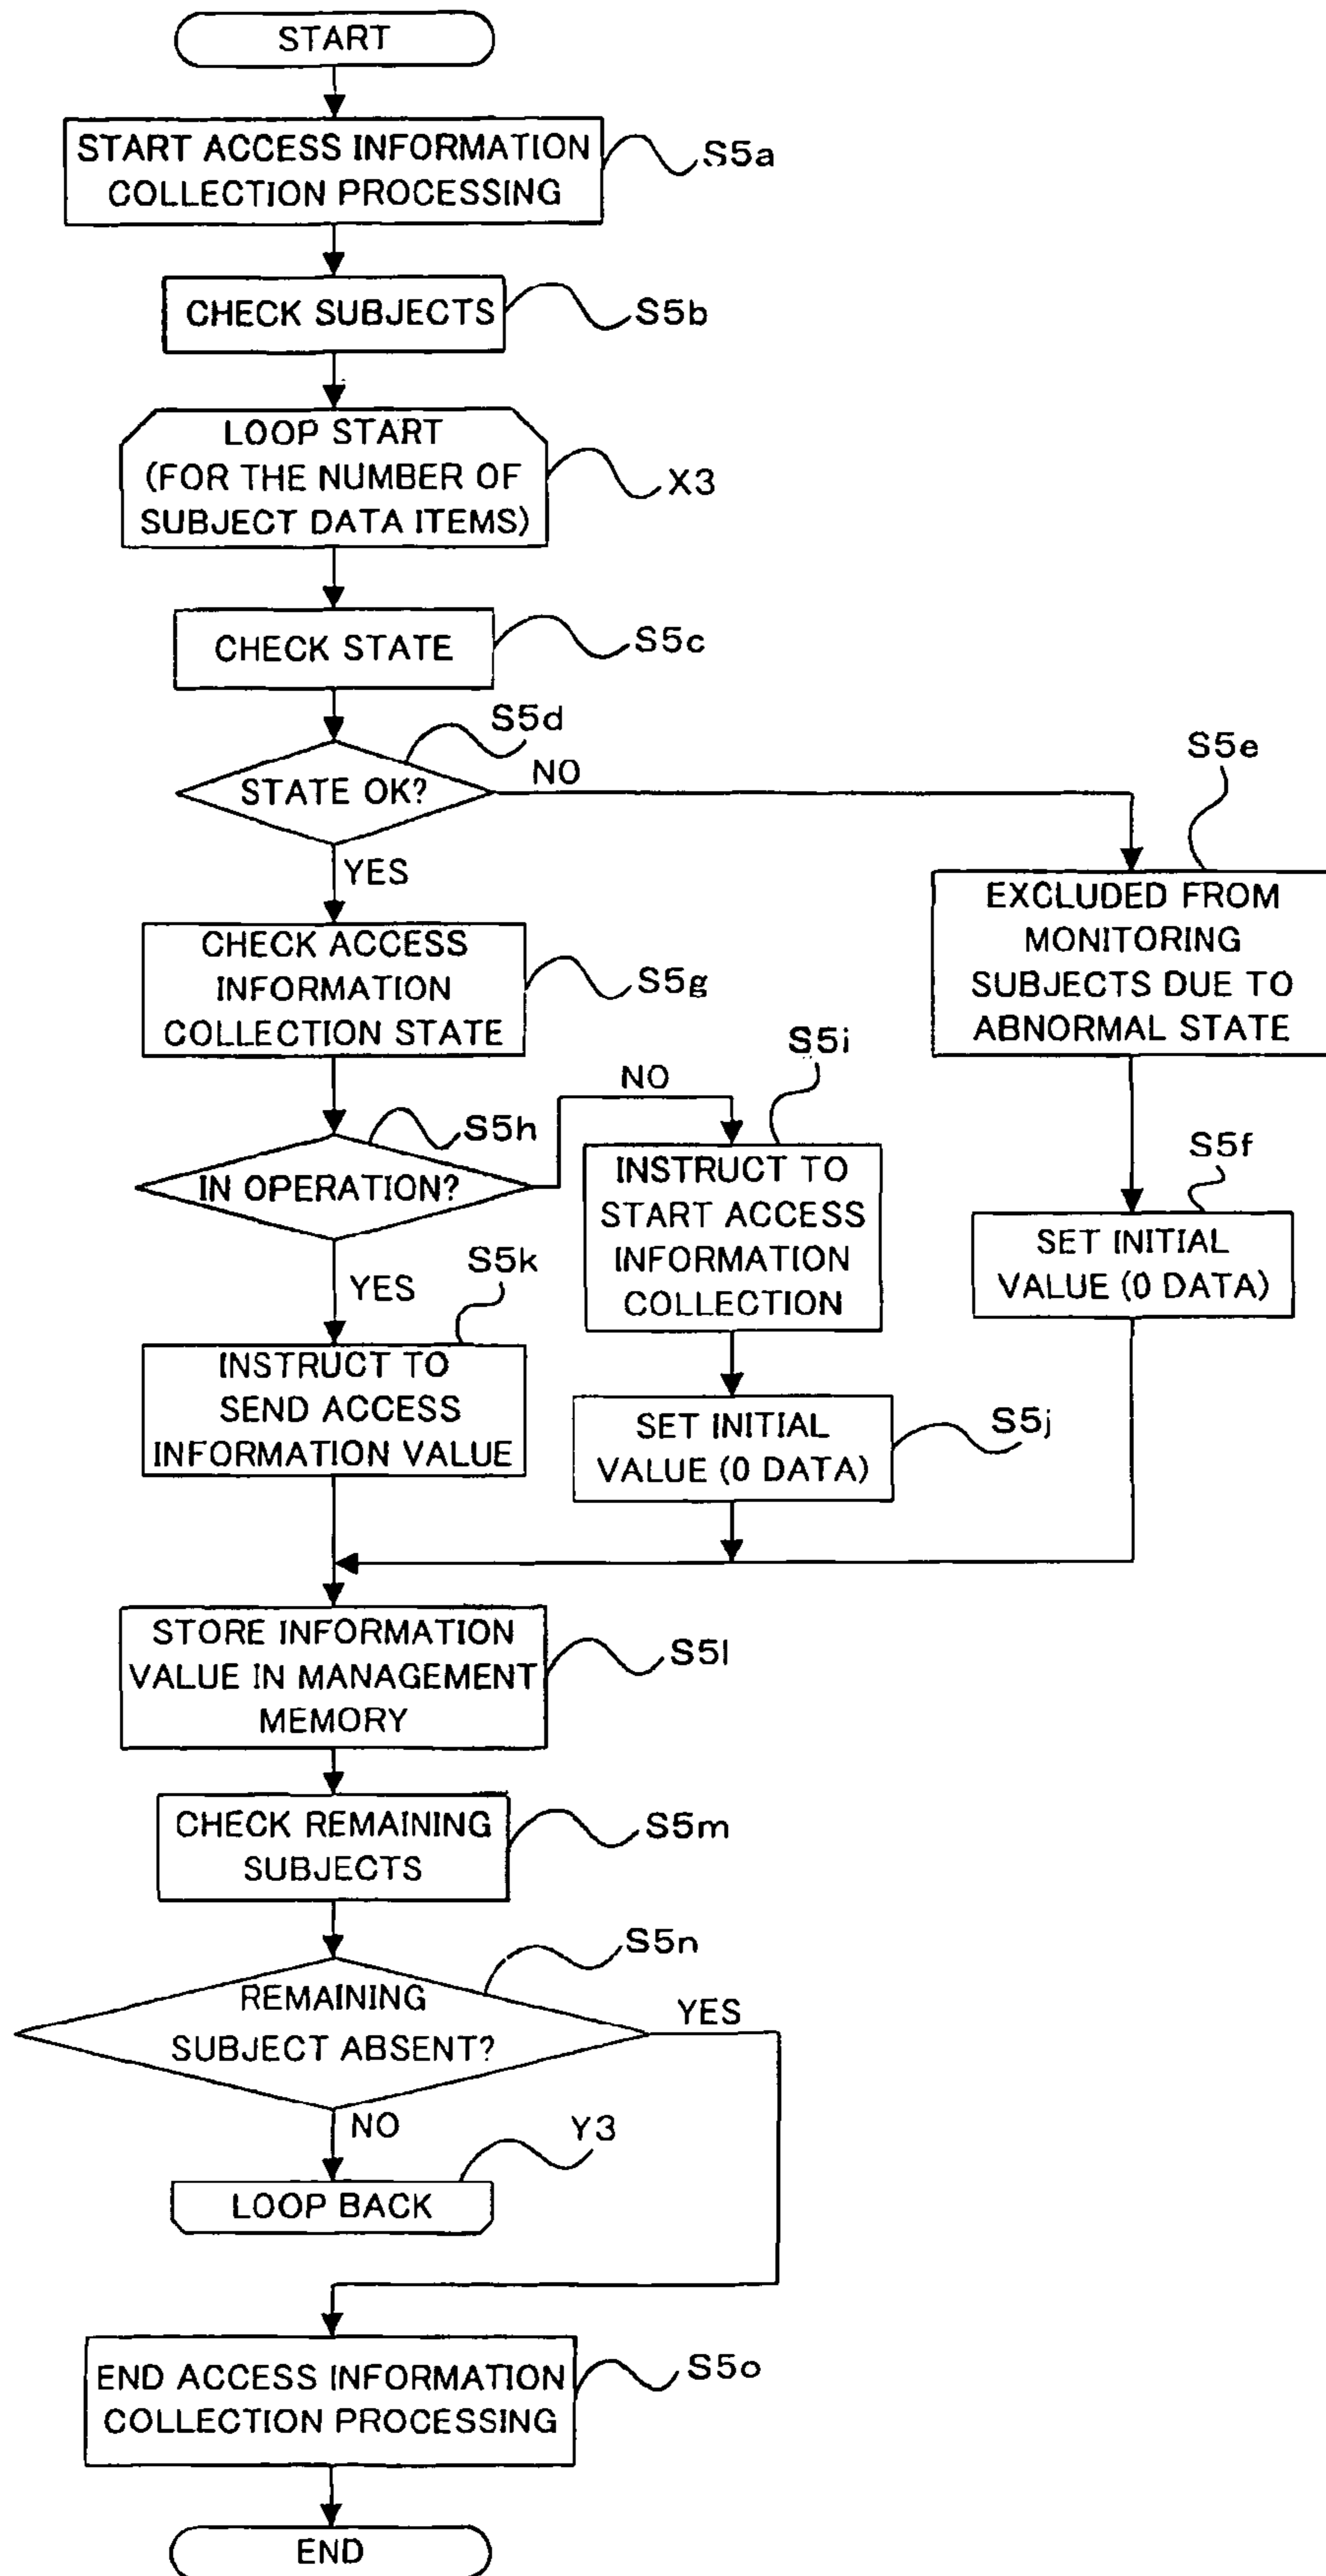 START
START ACCESS INFORMATION
COLLECTION PROCESSING
S5a
CHECK SUBJECTS
S5b
LOOP START
(FOR THE NUMBER OF
SUBJECT DATA ITEMS)
X3
CHECK STATE
S5c
S5d
STATE OK?
NO
YES
S5e
EXCLUDED FROM
MONITORING
SUBJECTS DUE TO
ABNORMAL STATE
S5f
SET INITIAL
VALUE (0 DATA)
CHECK ACCESS
INFORMATION
COLLECTION STATE
S5g
S5h
IN OPERATION?
NO
YES
S5i
INSTRUCT TO
START ACCESS
INFORMATION
COLLECTION
SET INITIAL
VALUE (0 DATA)
S5j
S5k
INSTRUCT TO
SEND ACCESS
INFORMATION VALUE
STORE INFORMATION
VALUE IN MANAGEMENT
MEMORY
S5l
CHECK REMAINING
SUBJECTS
S5m
S5n
REMAINING
SUBJECT ABSENT?
YES
NO
Y3
LOOP BACK
END ACCESS INFORMATION
COLLECTION PROCESSING
S5o
END